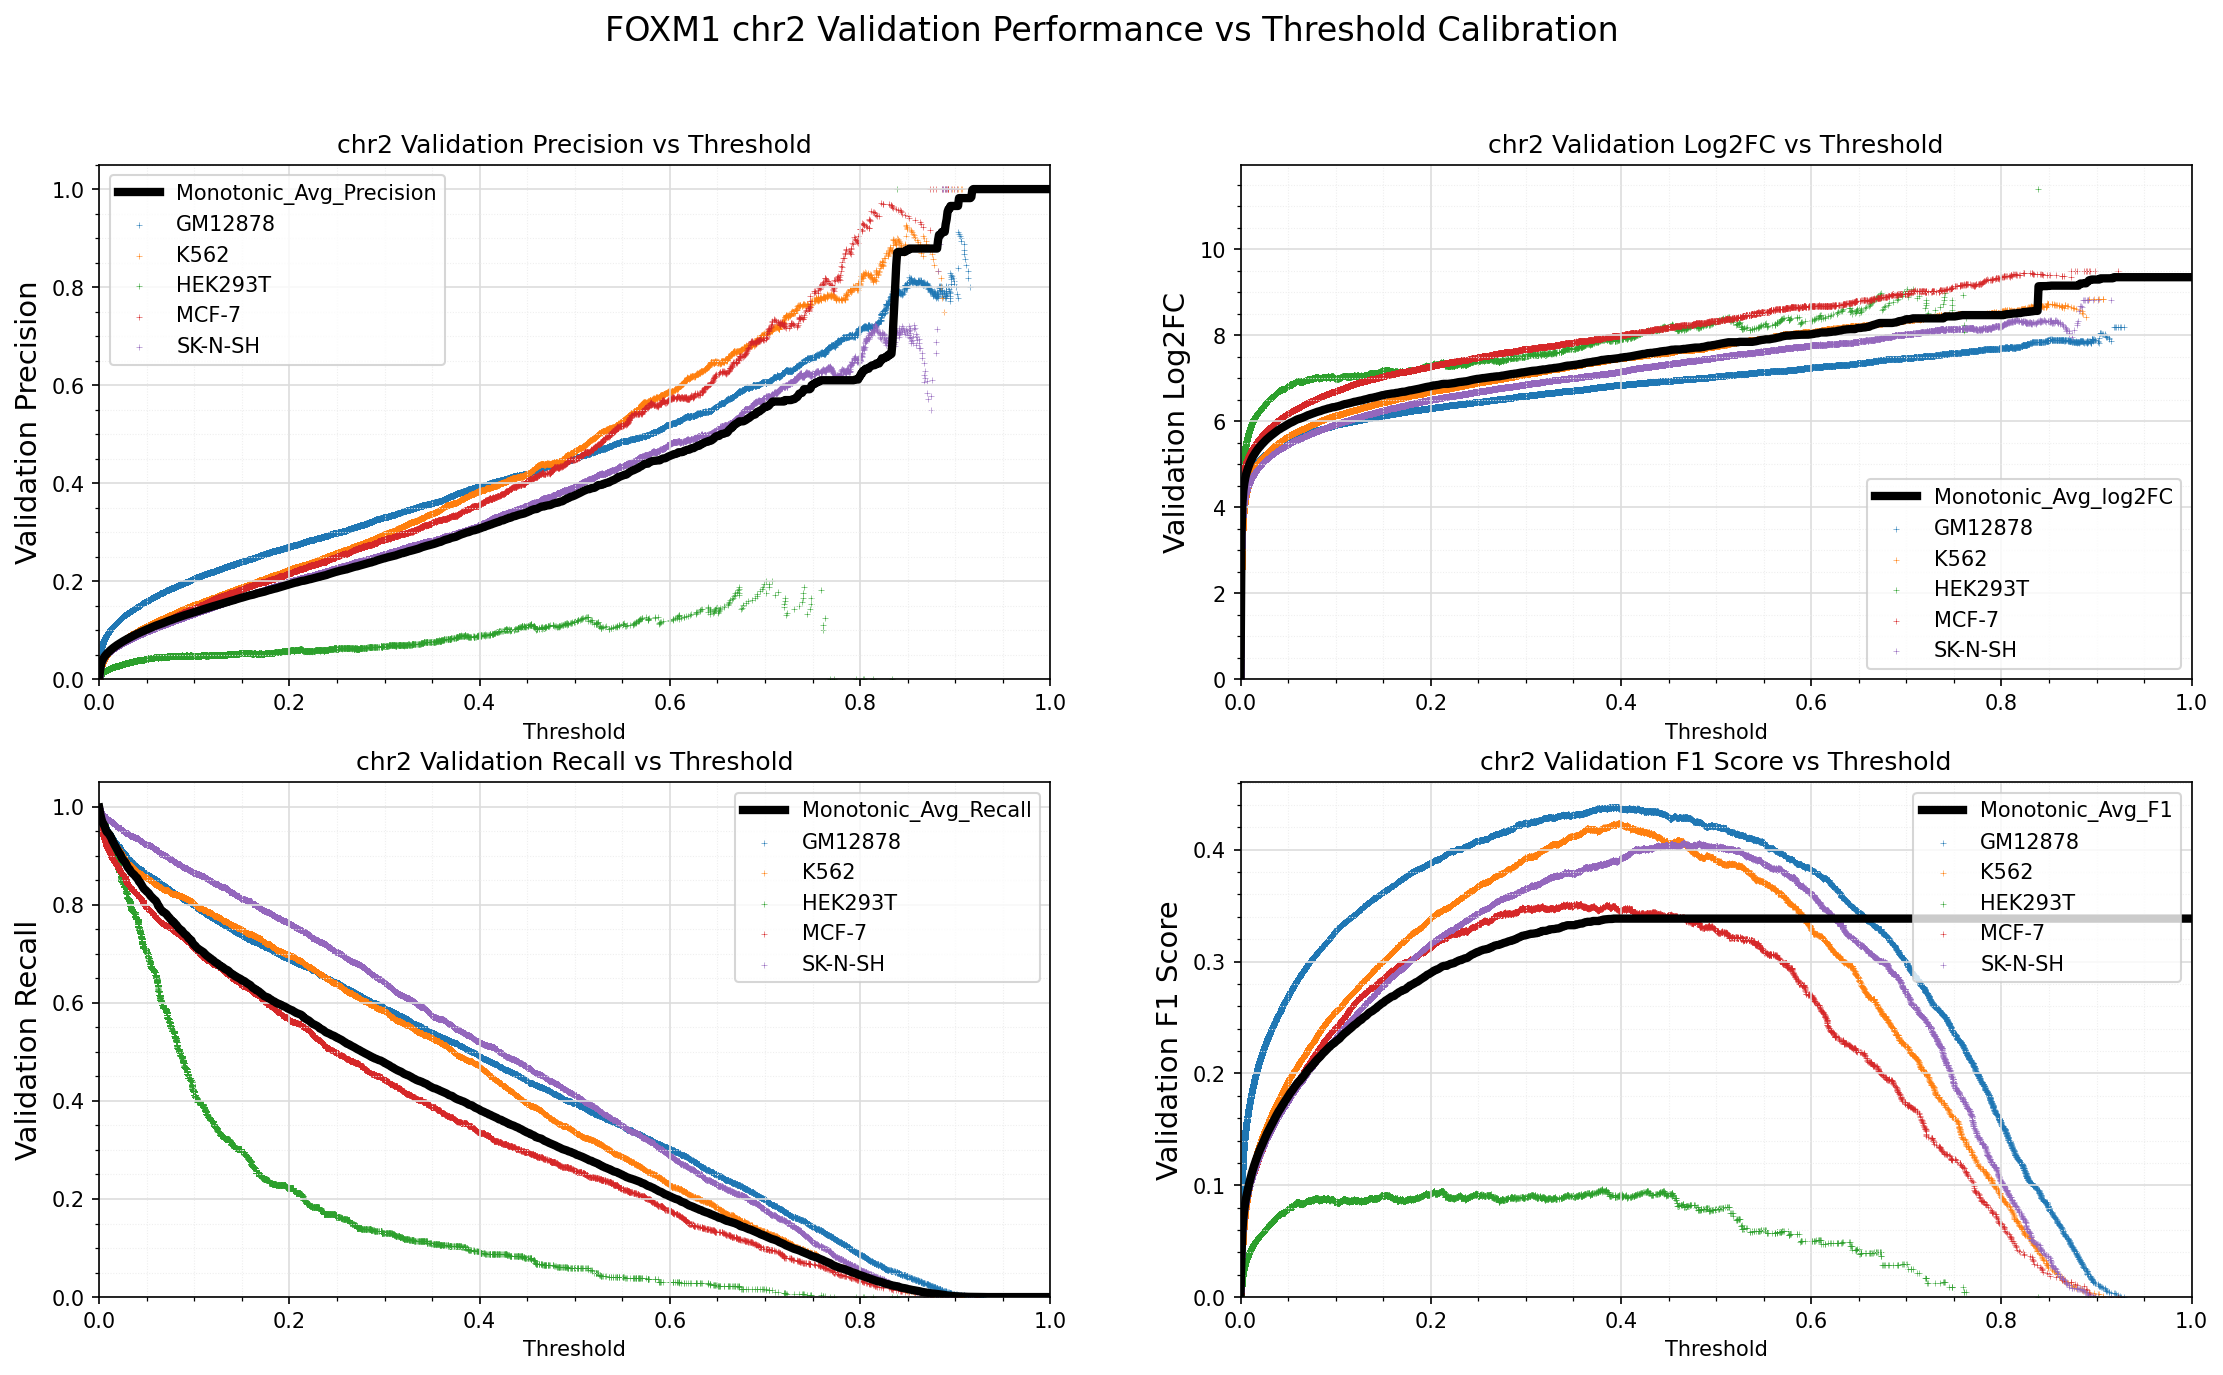 FOXM1 chr2 Validation Performance vs Threshold Calibration
chr2 Validation Precision vs Threshold
Validation Precision
1.0
0.8
0.6
0.4
0.2
0.0
Monotonic_Avg_Precision
GM12878
K562
HEK293T
MCF-7
SK-N-SH
0.0 0.2 0.4 0.6 0.8 1.0
Threshold
chr2 Validation Log2FC vs Threshold
Validation Log2FC
10
8
6
4
2
0
Monotonic_Avg_log2FC
GM12878
K562
HEK293T
MCF-7
SK-N-SH
0.0 0.2 0.4 0.6 0.8 1.0
Threshold
chr2 Validation Recall vs Threshold
Validation Recall
1.0
0.8
0.6
0.4
0.2
0.0
Monotonic_Avg_Recall
GM12878
K562
HEK293T
MCF-7
SK-N-SH
0.0 0.2 0.4 0.6 0.8 1.0
Threshold
chr2 Validation F1 Score vs Threshold
Validation F1 Score
0.4
0.3
0.2
0.1
0.0
Monotonic_Avg_F1
GM12878
K562
HEK293T
MCF-7
SK-N-SH
0.0 0.2 0.4 0.6 0.8 1.0
Threshold